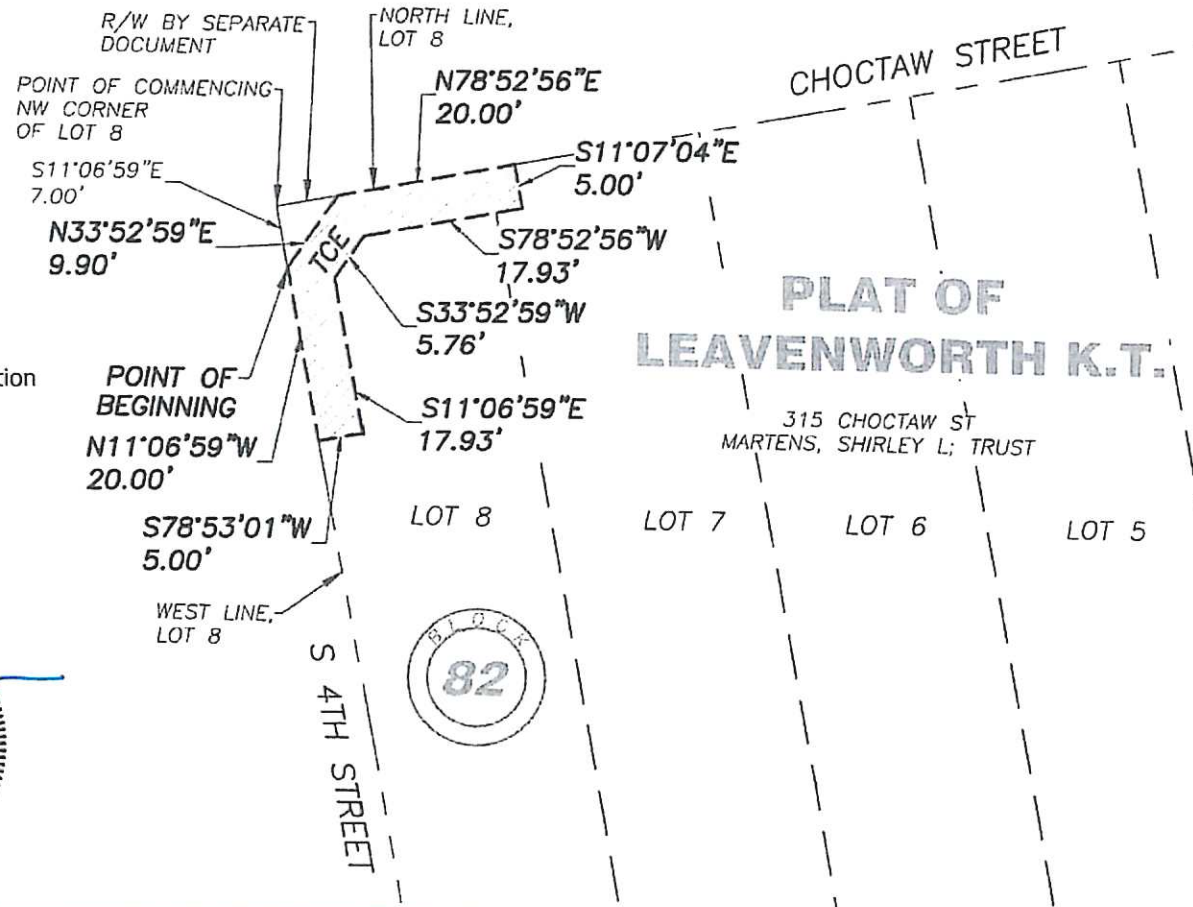 R/W BY SEPARATE
DOCUMENT
NORTH LINE,
LOT 8
POINT OF COMMENCING
NW CORNER
OF LOT 8
N78°52'56"E
20.00'
CHOCTAW STREET
S11°06'59"E
7.00'
S11°07'04"E
5.00'
N33°52'59"E
9.90'
TCE
S78°52'56"W
17.93'
PLAT OF
LEAVENWORTH K.T.
S33°52'59"W
5.76'
tion
POINT OF
BEGINNING
S11°06'59"E
17.93'
315 CHOCTAW ST
MARTENS, SHIRLEY L; TRUST
N11°06'59"W
20.00'
S78°53'01"W
5.00'
LOT 8
LOT 7
LOT 6
LOT 5
WEST LINE,
LOT 8
BLOCK
82
S 4TH STREET